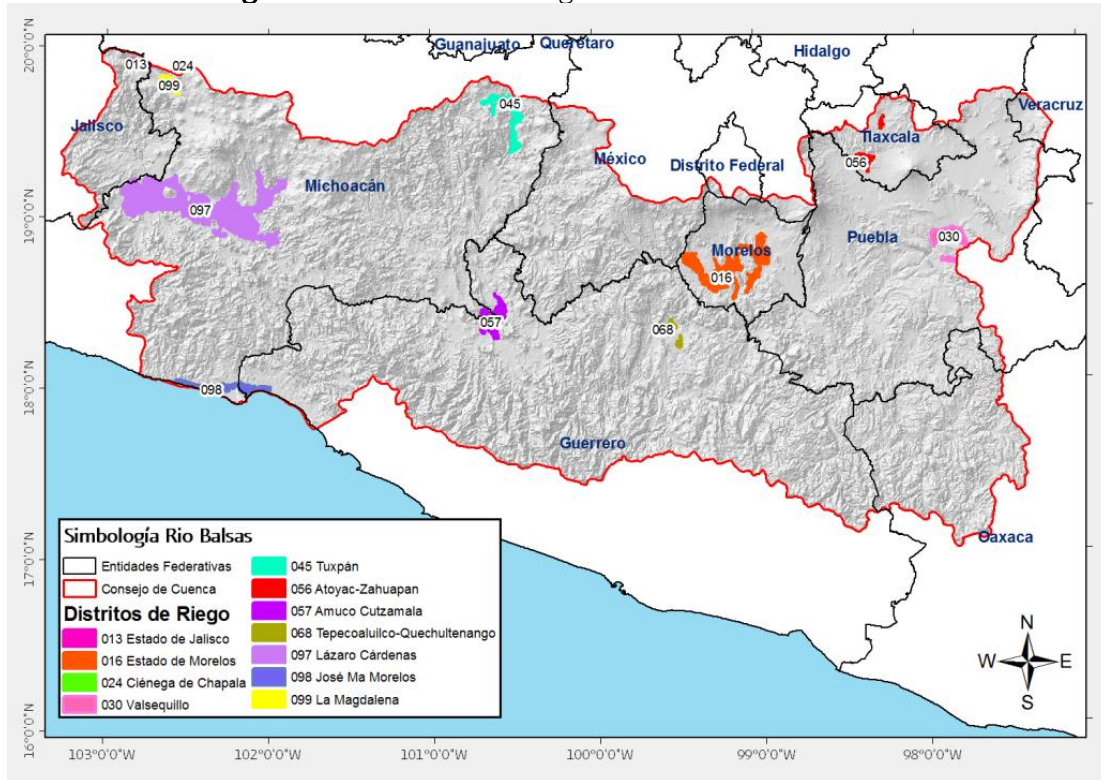 Guanajuato
Querétaro
Hidalgo
Veracruz
013
024
099
045
Jalisco
Tlaxcala
056
México
Distrito Federal
Michoacán
097
Puebla
030
Morelos
016
057
068
098
Guerrero
Oaxaca
Simbología Rio Balsas
Entidades Federativas
Consejo de Cuenca
Distritos de Riego
013 Estado de Jalisco
016 Estado de Morelos
024 Ciénega de Chapala
030 Valsequillo
045 Tuxpán
056 Atoyac-Zahuapan
057 Amuco Cutzamala
068 Tepecoaluilco-Quechultenango
097 Lázaro Cárdenas
098 José Ma Morelos
099 La Magdalena
N
W E
S
20°0'0"N
19°0'0"N
18°0'0"N
17°0'0"N
16°0'0"N
103°0'0"W
102°0'0"W
101°0'0"W
100°0'0"W
99°0'0"W
98°0'0"W